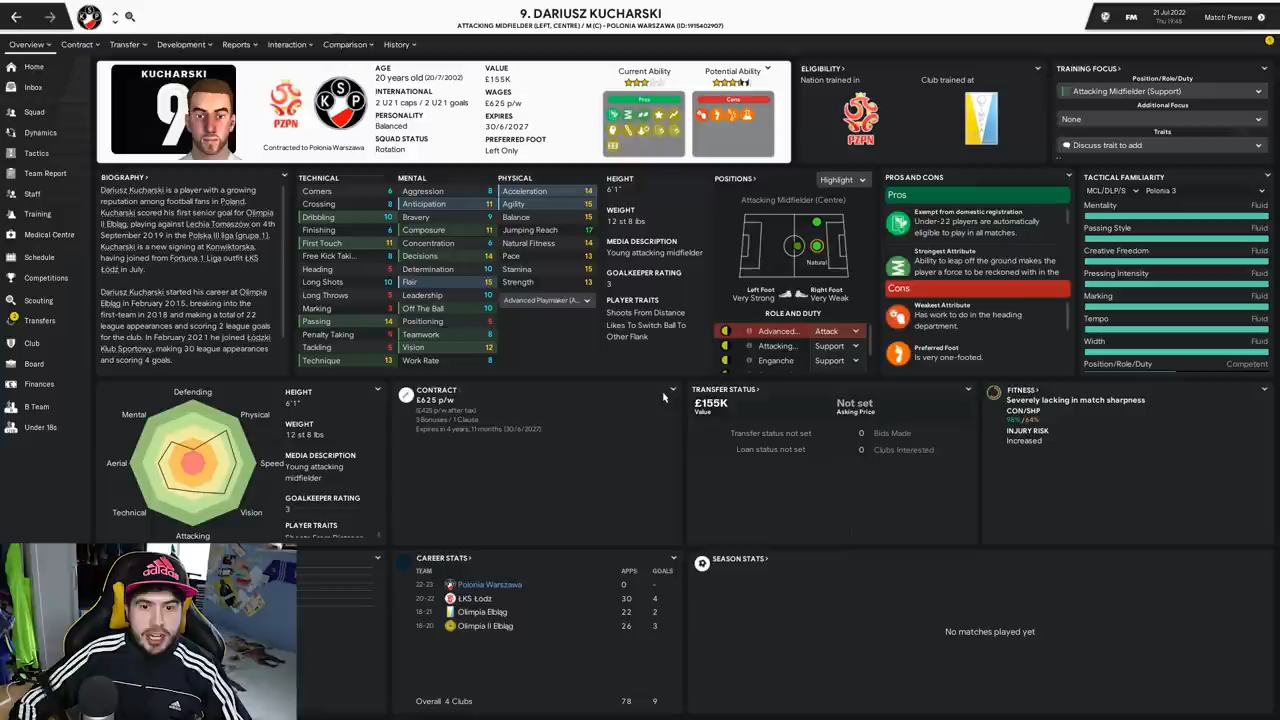 9. DARIUSZ KUCHARSKI
ATTACKING MIDFIELDER (LEFT, CENTRE) / M (C) - POLONIA WARSZAWA (ID:1915402907)
FM
21 Jul 2022
Thu 19:45
Match Preview
Overview
Contract
Transfer
Development
Reports
Interaction
Comparison
History
Home
Inbox
Squad
Dynamics
Tactics
Team Report
Staff
Training
Medical Centre
Schedule
Competitions
Scouting
2
Transfers
Club
Board
Finances
B Team
Under 18s
KUCHARSKI
9
PZPN
KSP
Contracted to Polonia Warszawa
AGE
20 years old (20/7/2002)
INTERNATIONAL
2 U21 caps / 2 U21 goals
PERSONALITY
Balanced
SQUAD STATUS
Rotation
VALUE
£155K
WAGES
£625 p/w
EXPIRES
30/6/2027
PREFERRED FOOT
Left Only
Current Ability
Potential Ability
Pros
Cons
ELIGIBILITY
Nation trained in
Club trained at
PZPN
TRAINING FOCUS
Position/Role/Duty
Attacking Midfielder (Support)
Additional Focus
None
Traits
Discuss trait to add
BIOGRAPHY
Dariusz Kucharski is a player with a growing
reputation among football fans in Poland.
Kucharski scored his first senior goal for Olimpia
II Elbląg, playing against Lechia Tomaszów on 4th
September 2019 in the Polska III liga (grupa 1).
Kucharski is a new signing at Konwiktorska,
having joined from Fortuna 1 Liga outfit ŁKS
Łódź in July.
Dariusz Kucharski started his career at Olimpia
Elbląg in February 2015, breaking into the
first-team in 2018 and making a total of 22
league appearances and scoring 2 goals for
the club. In February 2021 he joined Łódzki
Klub Sportowy, making 30 league appearances
and scoring 4 goals.
TECHNICAL
Corners 6
Crossing 8
Dribbling 10
Finishing 6
First Touch 11
Free Kick Taki... 8
Heading 5
Long Shots 10
Long Throws 5
Marking 3
Passing 14
Penalty Taking
Tackling 5
Technique 13
MENTAL
Aggression 8
Anticipation 11
Bravery 9
Composure 11
Concentration 6
Decisions 14
Determination 10
Flair 15
Leadership 10
Off The Ball 10
Positioning 5
Teamwork 8
Vision 12
Work Rate 8
PHYSICAL
Acceleration 14
Agility 15
Balance 15
Jumping Reach 17
Natural Fitness 14
Pace 13
Stamina 15
Strength 13
Advanced Playmaker (A...
HEIGHT
6'1"
WEIGHT
12 st 8 lbs
MEDIA DESCRIPTION
Young attacking
midfielder
GOALKEEPER RATING
3
PLAYER TRAITS
Shoots From Distance
Likes To Switch Ball To
Other Flank
POSITIONS
Highlight
Attacking Midfielder (Centre)
Natural
Left Foot
Very Strong
Right Foot
Very Weak
ROLE AND DUTY
Advanced... Attack
Attacking... Support
Enganche Support
PROS AND CONS
Pros
Exempt from domestic registration
Under-22 players are automatically
eligible to play in all matches.
Strongest Attribute
Ability to leap off the ground makes the
player a force to be reckoned with in the
Cons
Weakest Attribute
Has work to do in the heading
department.
Preferred Foot
Is very one-footed.
TACTICAL FAMILIARITY
MCL/DLP/S
Polonia 3
Mentality Fluid
Passing Style Fluid
Creative Freedom Fluid
Pressing Intensity Fluid
Marking Fluid
Tempo Fluid
Width Fluid
Position/Role/Duty Competent
Defending
Physical
Speed
Vision
Attacking
Technical
Aerial
Mental
HEIGHT
6'1"
WEIGHT
12 st 8 lbs
MEDIA DESCRIPTION
Young attacking
midfielder
GOALKEEPER RATING
3
PLAYER TRAITS
CONTRACT
£625 p/w
(£425 p/w after tax)
3 Bonuses / 1 Clause
Expires in 4 years, 11 months (30/6/2027)
TRANSFER STATUS
£155K
Value
Not set
Asking Price
Transfer status not set
0 Bids Made
Loan status not set
0 Clubs Interested
FITNESS
Severely lacking in match sharpness
CON/SHP
98% / 64%
INJURY RISK
Increased
CAREER STATS
TEAM APPS GOALS
22-23 Polonia Warszawa 0 -
20-22 ŁKS Łódź 30 4
18-21 Olimpia Elbląg 22 2
18-20 Olimpia II Elbląg 26 3
Overall 4 Clubs 78 9
SEASON STATS
No matches played yet
adidas